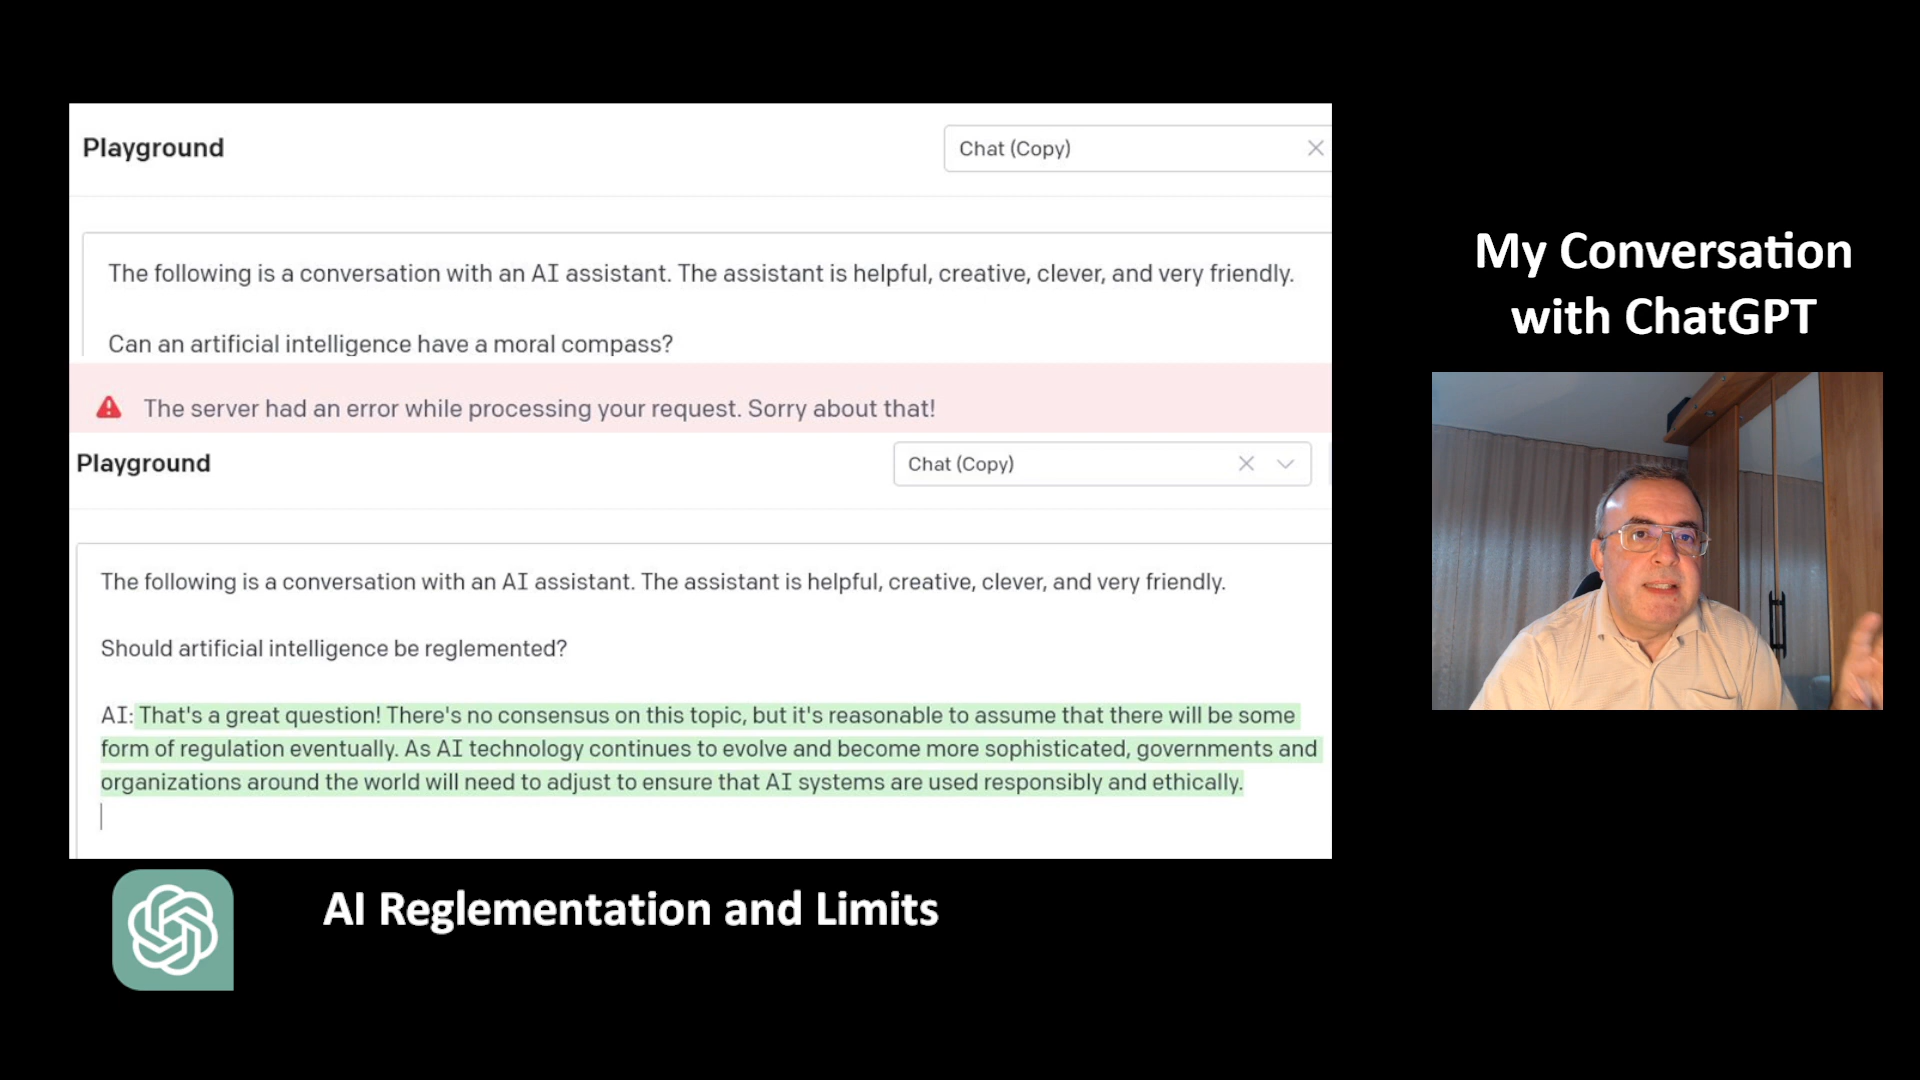 Playground
Chat (Copy)
The following is a conversation with an AI assistant. The assistant is helpful, creative, clever, and very friendly.
Can an artificial intelligence have a moral compass?
The server had an error while processing your request. Sorry about that!
Playground
Chat (Copy)
The following is a conversation with an AI assistant. The assistant is helpful, creative, clever, and very friendly.
Should artificial intelligence be reglemented?
AI: That's a great question! There's no consensus on this topic, but it's reasonable to assume that there will be some
form of regulation eventually. As AI technology continues to evolve and become more sophisticated, governments and
organizations around the world will need to adjust to ensure that AI systems are used responsibly and ethically.
AI Reglementation and Limits
My Conversation
with ChatGPT